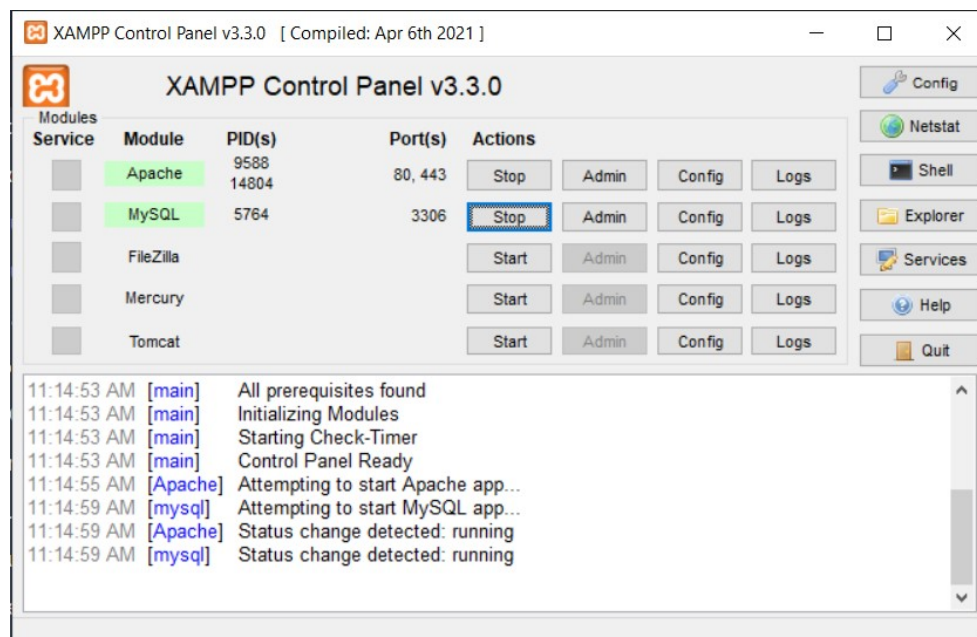 XAMPP Control Panel v3.3.0 [ Compiled: Apr 6th 2021 ]
XAMPP Control Panel v3.3.0
Config
Modules
Service Module PID(s) Port(s) Actions
Netstat
Apache 9588 14804 80, 443 Stop Admin Config Logs
Shell
MySQL 5764 3306 Stop Admin Config Logs
Explorer
FileZilla Start Admin Config Logs
Services
Mercury Start Admin Config Logs
Help
Tomcat Start Admin Config Logs
Quit
11:14:53 AM [main] All prerequisites found
11:14:53 AM [main] Initializing Modules
11:14:53 AM [main] Starting Check-Timer
11:14:53 AM [main] Control Panel Ready
11:14:55 AM [Apache] Attempting to start Apache app...
11:14:59 AM [mysql] Attempting to start MySQL app...
11:14:59 AM [Apache] Status change detected: running
11:14:59 AM [mysql] Status change detected: running